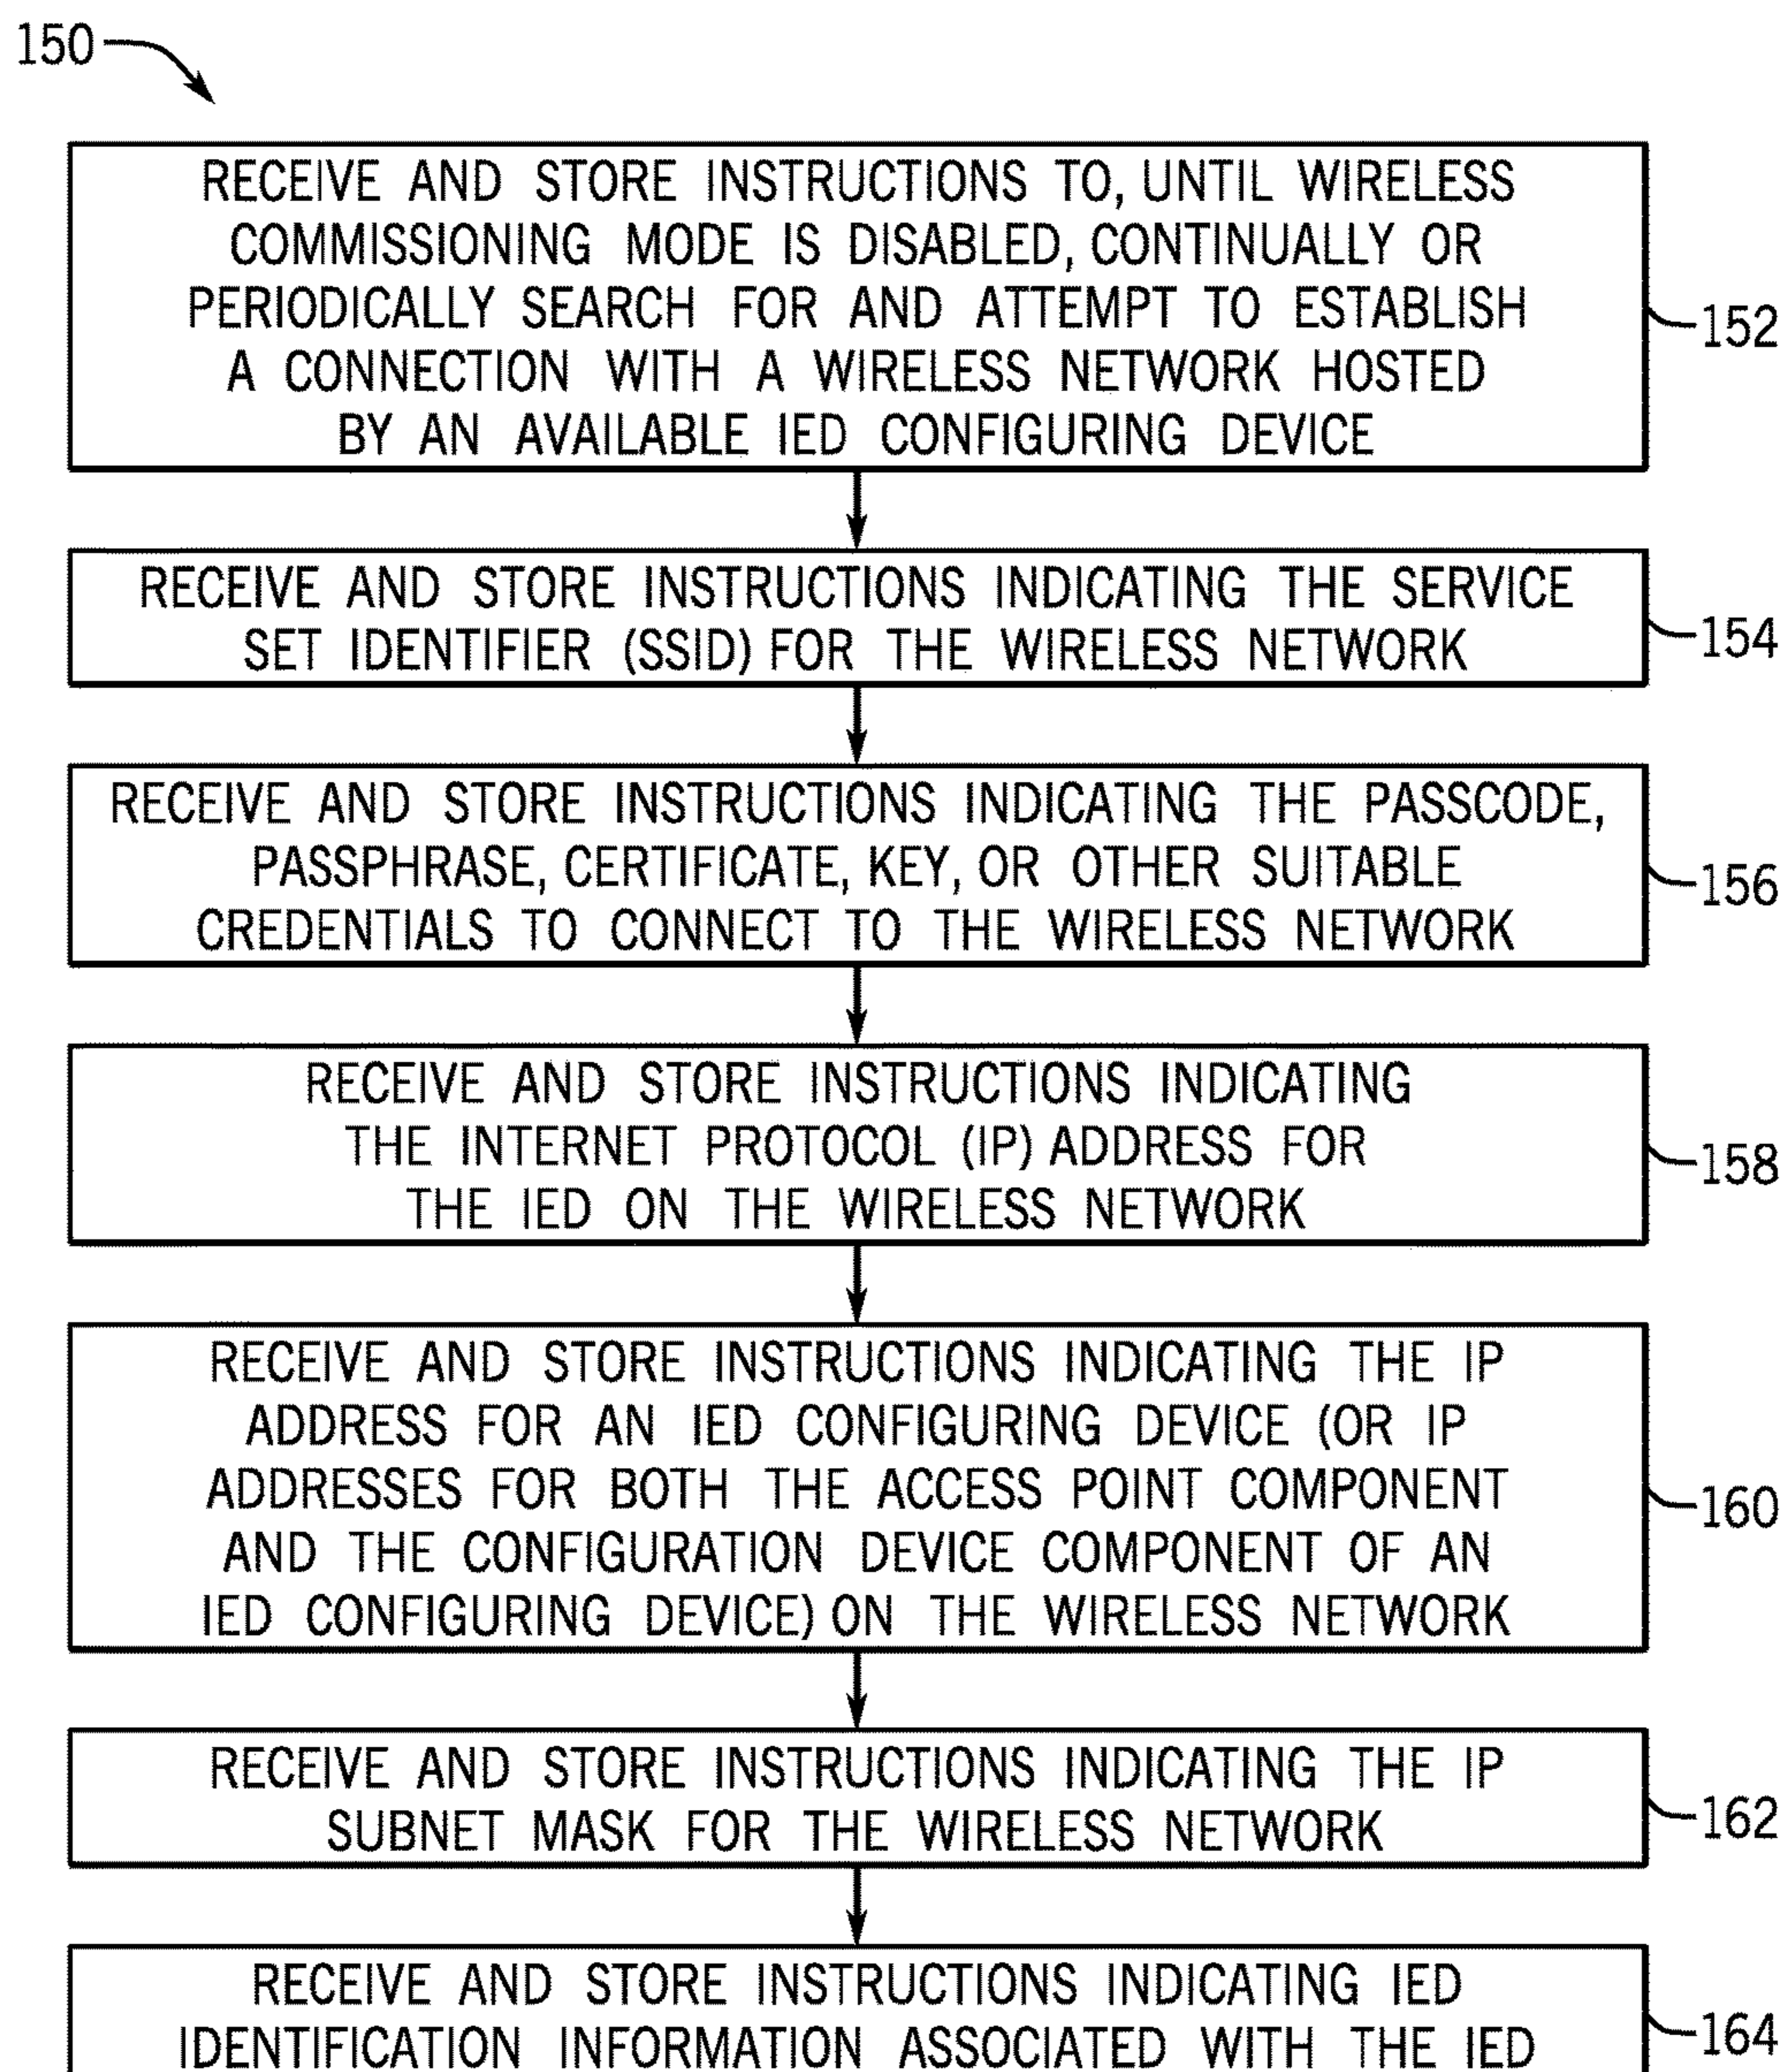 150
RECEIVE AND STORE INSTRUCTIONS TO, UNTIL WIRELESS
COMMISSIONING MODE IS DISABLED, CONTINUALLY OR
PERIODICALLY SEARCH FOR AND ATTEMPT TO ESTABLISH
A CONNECTION WITH A WIRELESS NETWORK HOSTED
BY AN AVAILABLE IED CONFIGURING DEVICE
152
RECEIVE AND STORE INSTRUCTIONS INDICATING THE SERVICE
SET IDENTIFIER (SSID) FOR THE WIRELESS NETWORK
154
RECEIVE AND STORE INSTRUCTIONS INDICATING THE PASSCODE,
PASSPHRASE, CERTIFICATE, KEY, OR OTHER SUITABLE
CREDENTIALS TO CONNECT TO THE WIRELESS NETWORK
156
RECEIVE AND STORE INSTRUCTIONS INDICATING
THE INTERNET PROTOCOL (IP) ADDRESS FOR
THE IED ON THE WIRELESS NETWORK
158
RECEIVE AND STORE INSTRUCTIONS INDICATING THE IP
ADDRESS FOR AN IED CONFIGURING DEVICE (OR IP
ADDRESSES FOR BOTH THE ACCESS POINT COMPONENT
AND THE CONFIGURATION DEVICE COMPONENT OF AN
IED CONFIGURING DEVICE) ON THE WIRELESS NETWORK
160
RECEIVE AND STORE INSTRUCTIONS INDICATING THE IP
SUBNET MASK FOR THE WIRELESS NETWORK
162
RECEIVE AND STORE INSTRUCTIONS INDICATING IED
IDENTIFICATION INFORMATION ASSOCIATED WITH THE IED
164